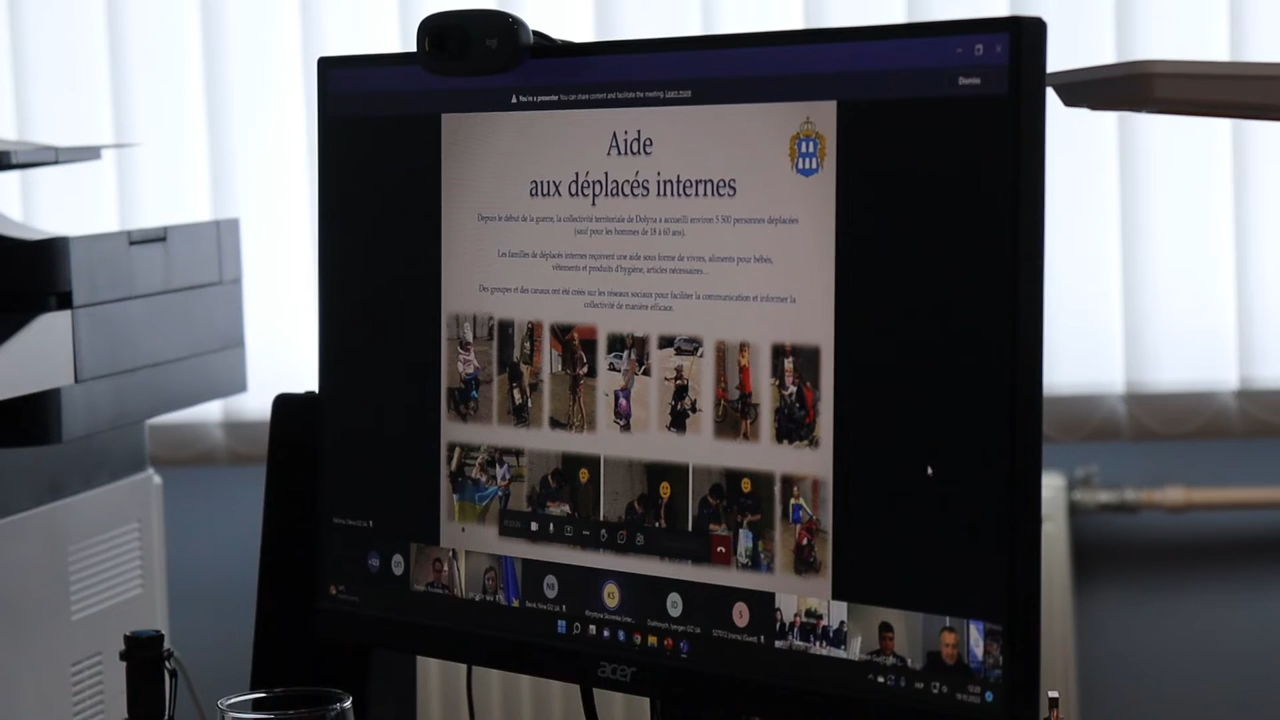 logi
Dismiss
You're a presenter You can share content and facilitate the meeting. Learn more
Aide
aux déplacés internes
Depuis le début de la guerre, la collectivité territoriale de Dolyna a accueilli environ 5 500 personnes déplacées
(sauf pour les hommes de 18 à 60 ans).
Les familles de déplacés internes reçoivent une aide sous forme de vivres, aliments pour bébés,
vêtements et produits d'hygiène, articles nécessaires...
Des groupes et des canaux ont été créés sur les réseaux sociaux pour faciliter la communication et informer la
collectivité de manière efficace.
NB
KS
ID
S
acer